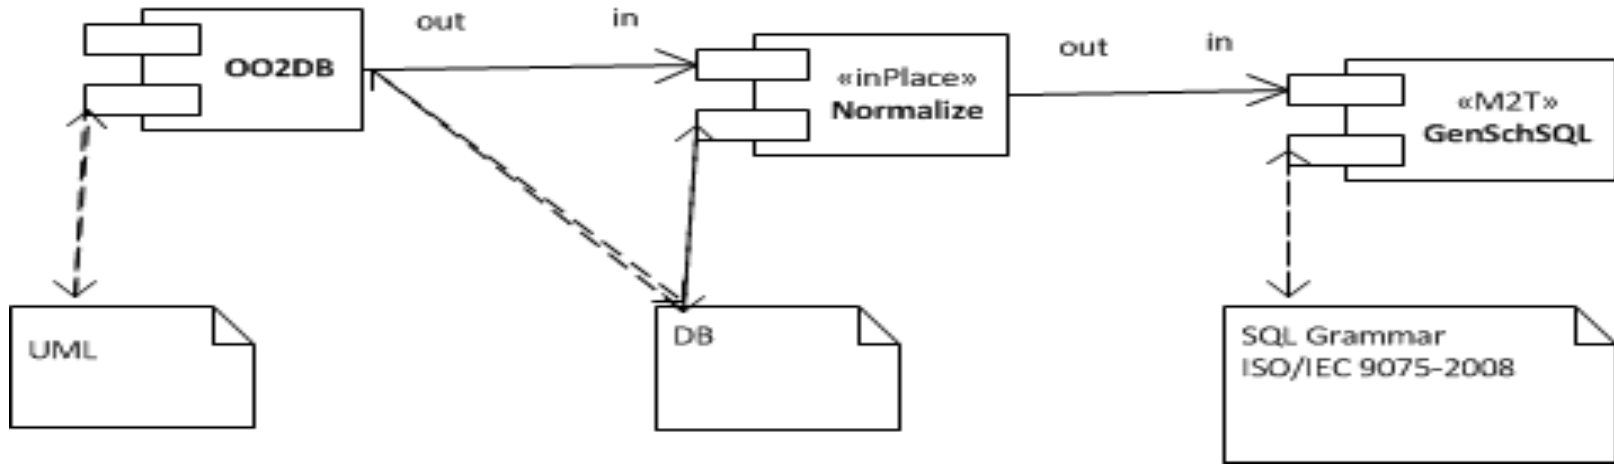 out
in
OO2DB
out
in
«inPlace»
Normalize
«M2T»
GenSchSQL
UML
DB
SQL Grammar
ISO/IEC 9075-2008